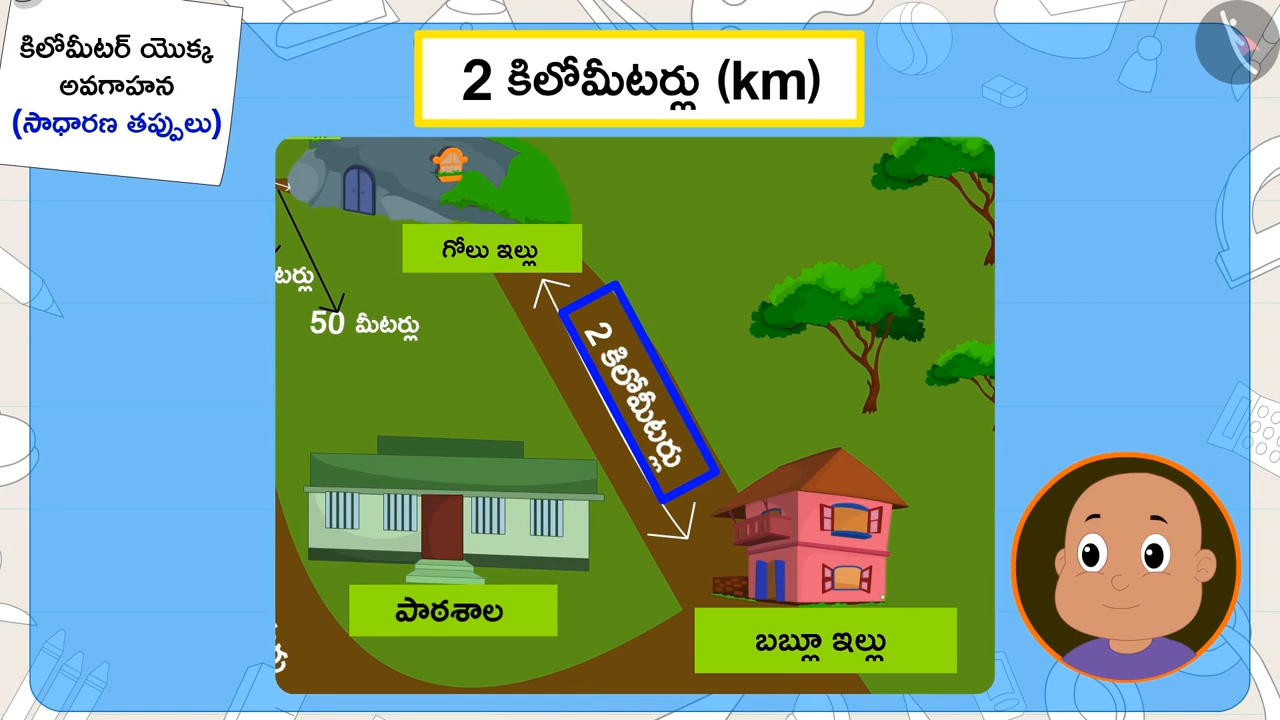 కిలోమీటర్ యొక్క
అవగాహన
(సాధారణ తప్పులు)
2 కిలోమీటర్లు (km)
గోలు ఇల్లు
టర్లు
50 మీటర్లు
2 కిలోమీటర్లు
పాఠశాల
బబ్లూ ఇల్లు